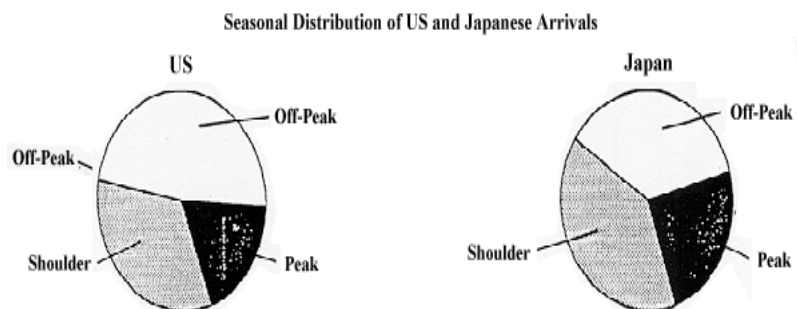 Seasonal Distribution of US and Japanese Arrivals
US
Off-Peak
Off-Peak
Shoulder
Peak
Japan
Off-Peak
Shoulder
Peak